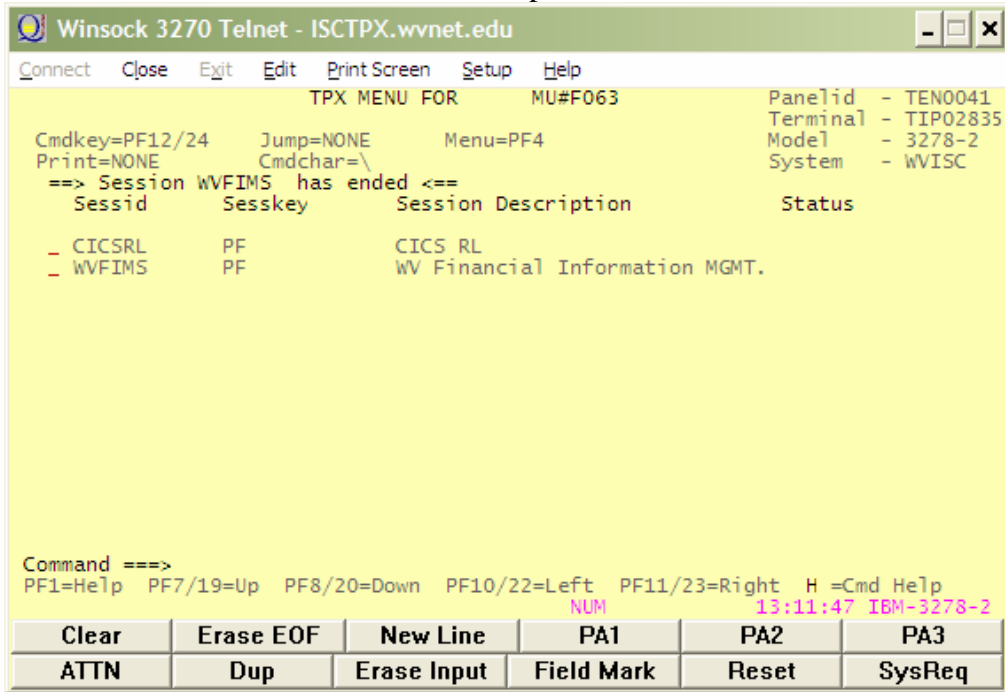 Winsock 3270 Telnet - ISCTPX.wvnet.edu
Connect Close Exit Edit Print Screen Setup Help
TPX MENU FOR MU#F063 Panelid - TEN0041
Terminal - TIP02835
Cmdkey=PF12/24 Jump=NONE Menu=PF4 Model - 3278-2
Print=NONE Cmdchar=\ System - WVISC
==> Session WVFIMS has ended <==
Sessid Sesskey Session Description Status
_ CICSRL PF CICS RL
_ WVFIMS PF WV Financial Information MGMT.
Command ===>
PF1=Help PF7/19=Up PF8/20=Down PF10/22=Left PF11/23=Right H =Cmd Help
NUM 13:11:47 IBM-3278-2
Clear Erase EOF New Line PA1 PA2 PA3
ATTN Dup Erase Input Field Mark Reset SysReq